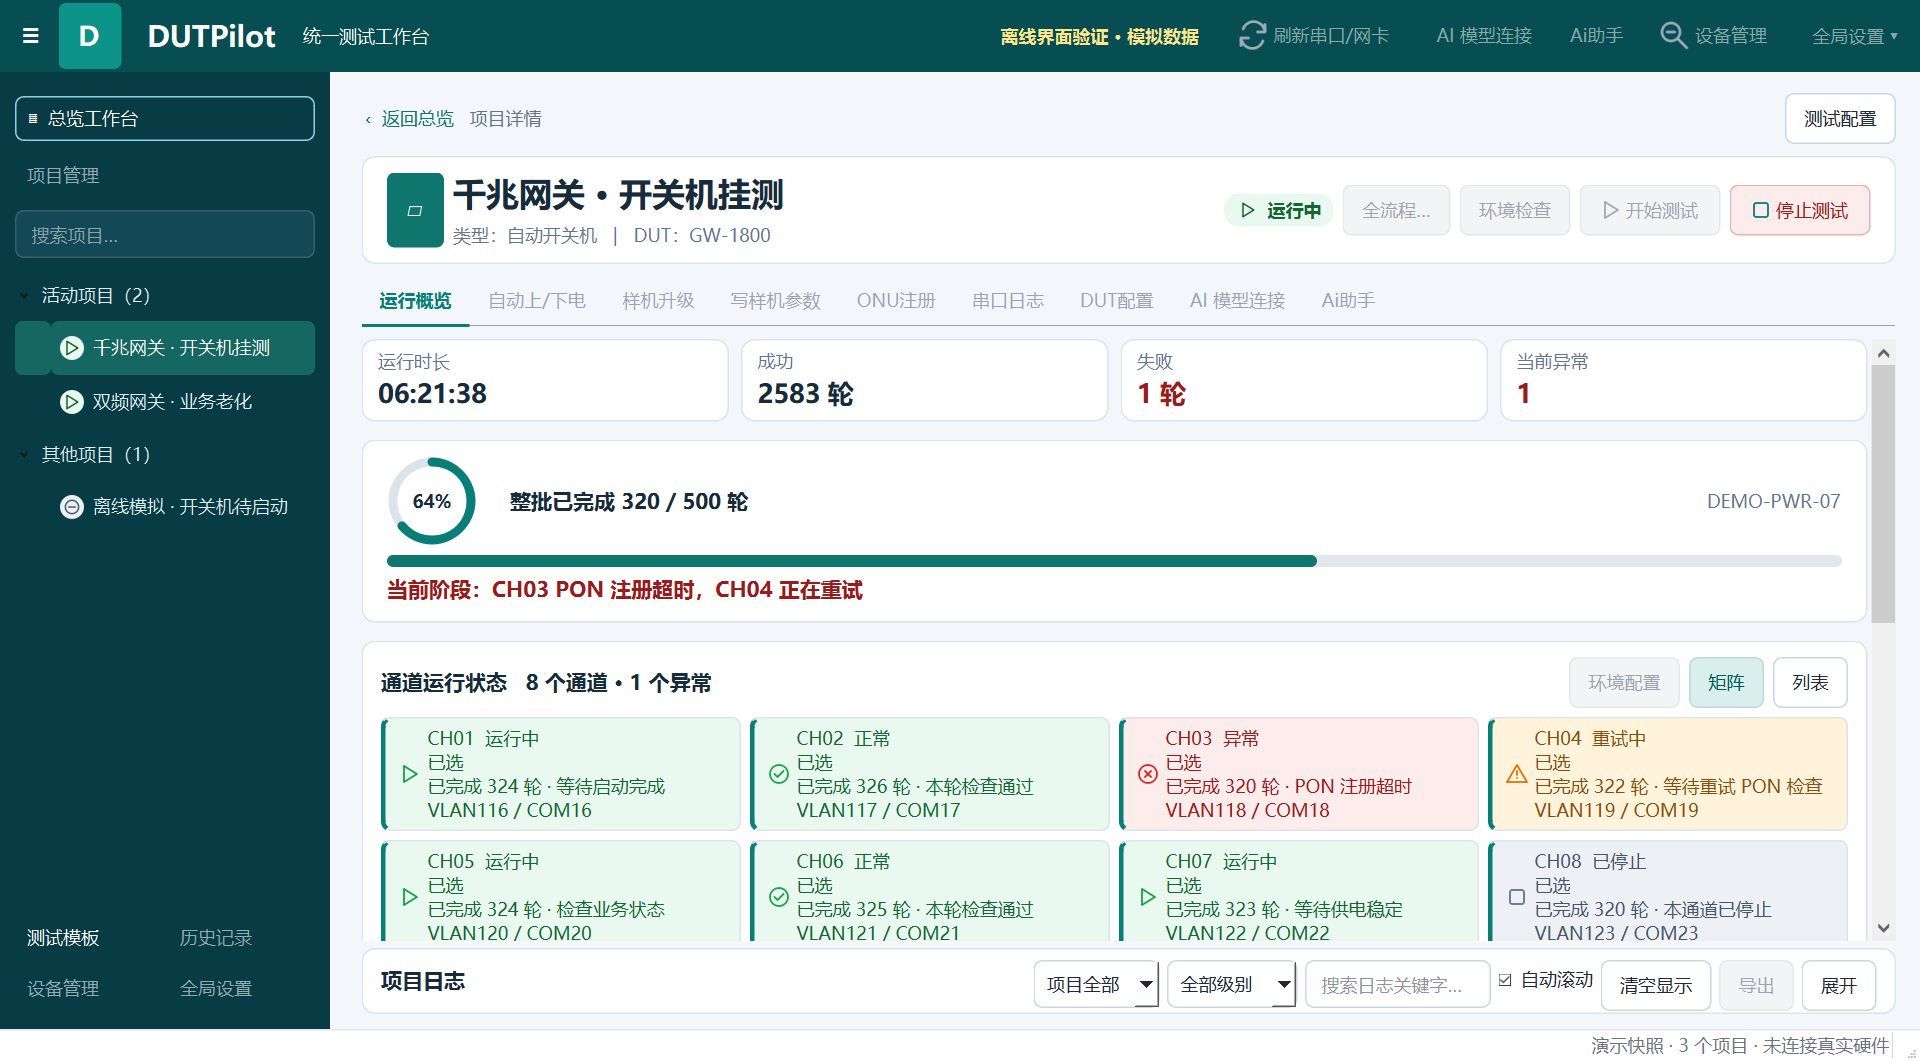 D DUTPilot 统一测试工作台 离线界面验证 • 模拟数据 刷新串口/网卡 AI 模型连接 Ai助手 设备管理 全局设置
总览工作台
项目管理
搜索项目...
活动项目（2）
千兆网关 · 开关机挂测
双频网关 · 业务老化
其他项目（1）
离线模拟 · 开关机待启动
测试模板 历史记录
设备管理 全局设置
‹ 返回总览 项目详情 测试配置
千兆网关 • 开关机挂测
类型：自动开关机 | DUT：GW-1800
运行中 全流程... 环境检查 开始测试 停止测试
运行概览 自动上/下电 样机升级 写样机参数 ONU注册 串口日志 DUT配置 AI 模型连接 Ai助手
运行时长
06:21:38
成功
2583 轮
失败
1 轮
当前异常
1
64% 整批已完成 320 / 500 轮 DEMO-PWR-07
当前阶段：CH03 PON 注册超时，CH04 正在重试
通道运行状态 8 个通道 • 1 个异常 环境配置 矩阵 列表
CH01 运行中
已选
已完成 324 轮 · 等待启动完成
VLAN116 / COM16
CH02 正常
已选
已完成 326 轮 · 本轮检查通过
VLAN117 / COM17
CH03 异常
已选
已完成 320 轮 · PON 注册超时
VLAN118 / COM18
CH04 重试中
已选
已完成 322 轮 · 等待重试 PON 检查
VLAN119 / COM19
CH05 运行中
已选
已完成 324 轮 · 检查业务状态
VLAN120 / COM20
CH06 正常
已选
已完成 325 轮 · 本轮检查通过
VLAN121 / COM21
CH07 运行中
已选
已完成 323 轮 · 等待供电稳定
VLAN122 / COM22
CH08 已停止
已选
已完成 320 轮 · 本通道已停止
VLAN123 / COM23
项目日志 项目全部 全部级别 搜索日志关键字... 自动滚动 清空显示 导出 展开
演示快照 · 3 个项目 · 未连接真实硬件